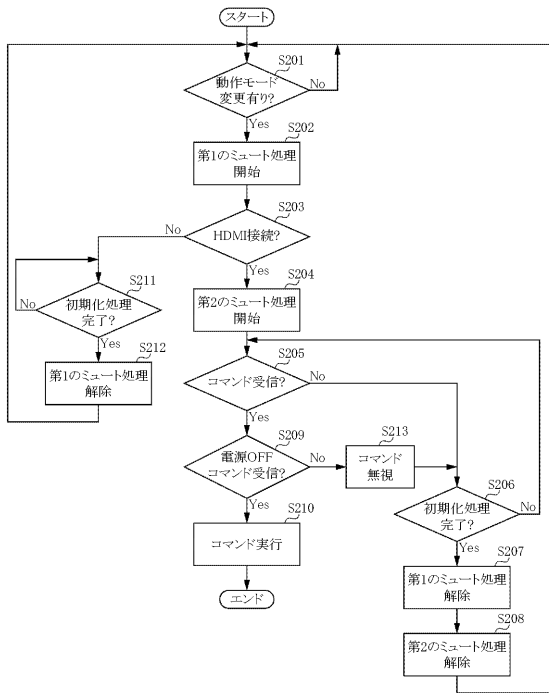 スタート
S201
動作モード
変更有り?
No
Yes
S202
第1のミュート処理
開始
S203
HDMI接続?
No
Yes
S204
第2のミュート処理
開始
S211
初期化処理
完了?
No
Yes
S212
第1のミュート処理
解除
S205
コマンド受信?
No
Yes
S209
電源OFF
コマンド受信?
No
Yes
S213
コマンド
無視
S206
初期化処理
完了?
No
Yes
S210
コマンド実行
エンド
S207
第1のミュート処理
解除
S208
第2のミュート処理
解除